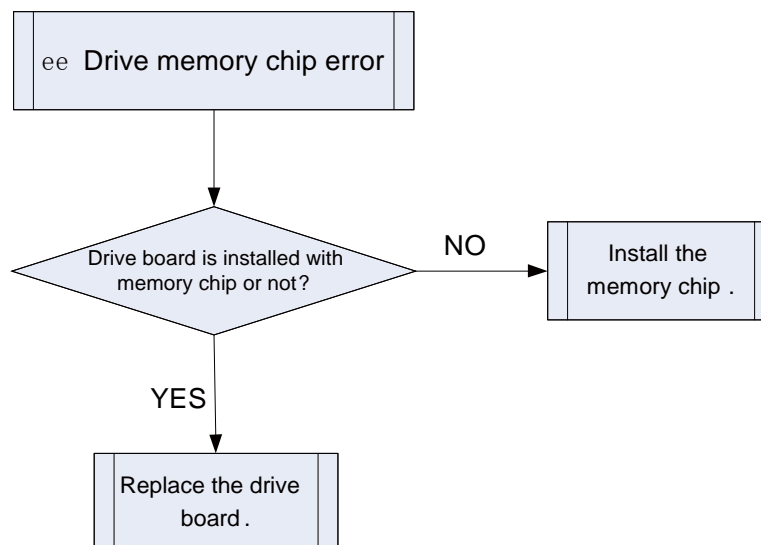 ee Drive memory chip error
Drive board is installed with
memory chip or not?
NO
Install the
memory chip .
YES
Replace the drive
board .